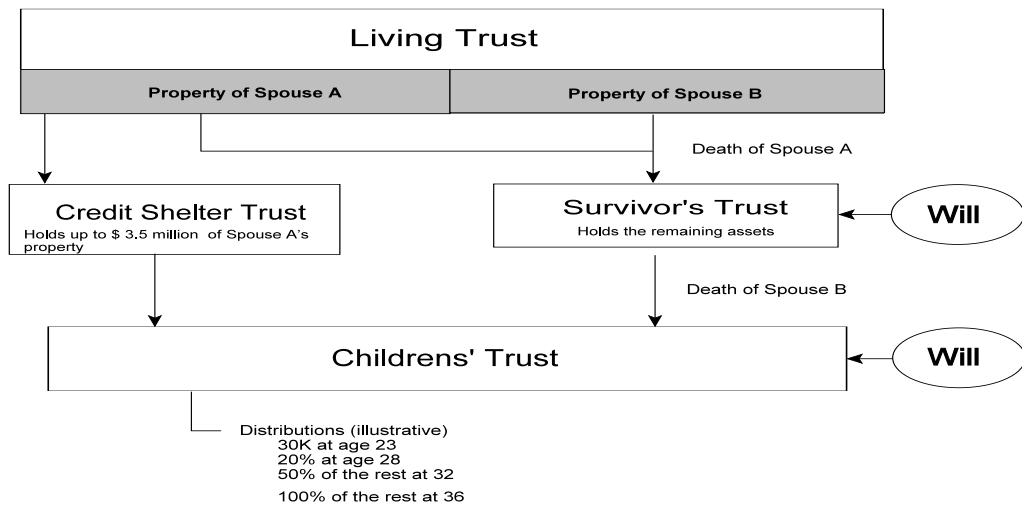 Living Trust
Property of Spouse A
Property of Spouse B
Death of Spouse A
Credit Shelter Trust
Holds up to $ 3.5 million of Spouse A's
property
Survivor's Trust
Holds the remaining assets
Will
Death of Spouse B
Childrens' Trust
Will
Distributions (illustrative)
30K at age 23
20% at age 28
50% of the rest at 32
100% of the rest at 36